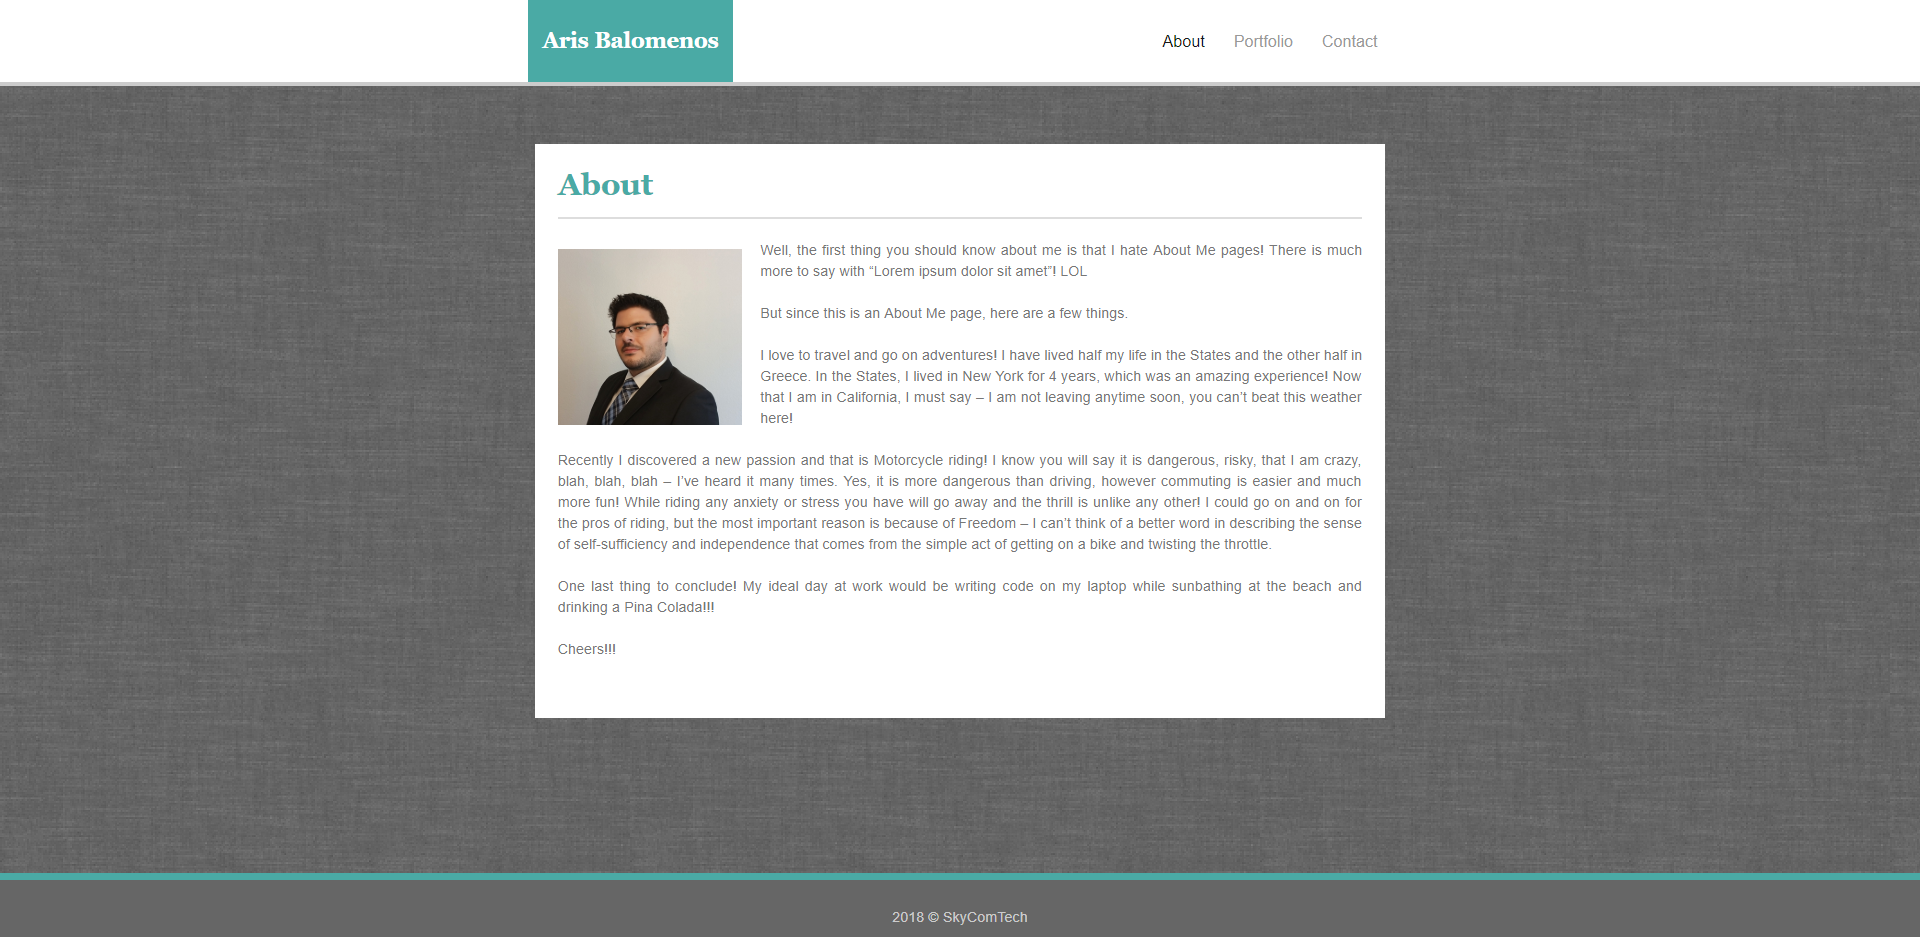 Aris Balomenos
About Portfolio Contact
About
Well, the first thing you should know about me is that I hate About Me pages! There is much
more to say with “Lorem ipsum dolor sit amet”! LOL
But since this is an About Me page, here are a few things.
I love to travel and go on adventures! I have lived half my life in the States and the other half in
Greece. In the States, I lived in New York for 4 years, which was an amazing experience! Now
that I am in California, I must say – I am not leaving anytime soon, you can’t beat this weather
here!
Recently I discovered a new passion and that is Motorcycle riding! I know you will say it is dangerous, risky, that I am crazy,
blah, blah, blah – I’ve heard it many times. Yes, it is more dangerous than driving, however commuting is easier and much
more fun! While riding any anxiety or stress you have will go away and the thrill is unlike any other! I could go on and on for
the pros of riding, but the most important reason is because of Freedom – I can’t think of a better word in describing the sense
of self-sufficiency and independence that comes from the simple act of getting on a bike and twisting the throttle.
One last thing to conclude! My ideal day at work would be writing code on my laptop while sunbathing at the beach and
drinking a Pina Colada!!!
Cheers!!!
2018 © SkyComTech